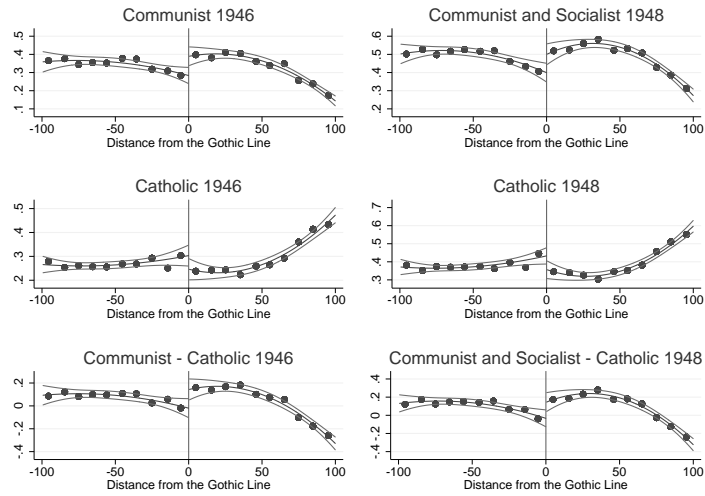 Communist 1946
.5
.4
.3
.2
.1
-100 -50 0 50 100
Distance from the Gothic Line
Communist and Socialist 1948
.6
.5
.4
.3
.2
-100 -50 0 50 100
Distance from the Gothic Line
Catholic 1946
.5
.4
.3
.2
-100 -50 0 50 100
Distance from the Gothic Line
Catholic 1948
.7
.6
.5
.4
.3
-100 -50 0 50 100
Distance from the Gothic Line
Communist - Catholic 1946
.2
0
-.2
-.4
-100 -50 0 50 100
Distance from the Gothic Line
Communist and Socialist - Catholic 1948
.4
.2
0
-.2
-.4
-100 -50 0 50 100
Distance from the Gothic Line